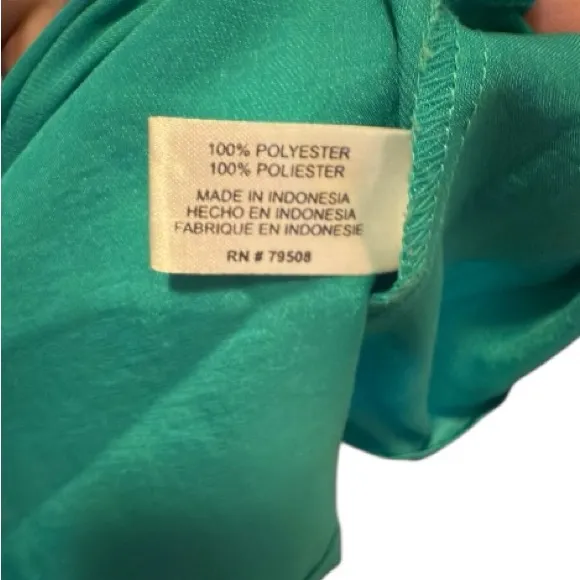 100% POLYESTER
100% POLIESTER
MADE IN INDONESIA
HECHO EN INDONESIA
FABRIQUE EN INDONESIE
RN # 79508